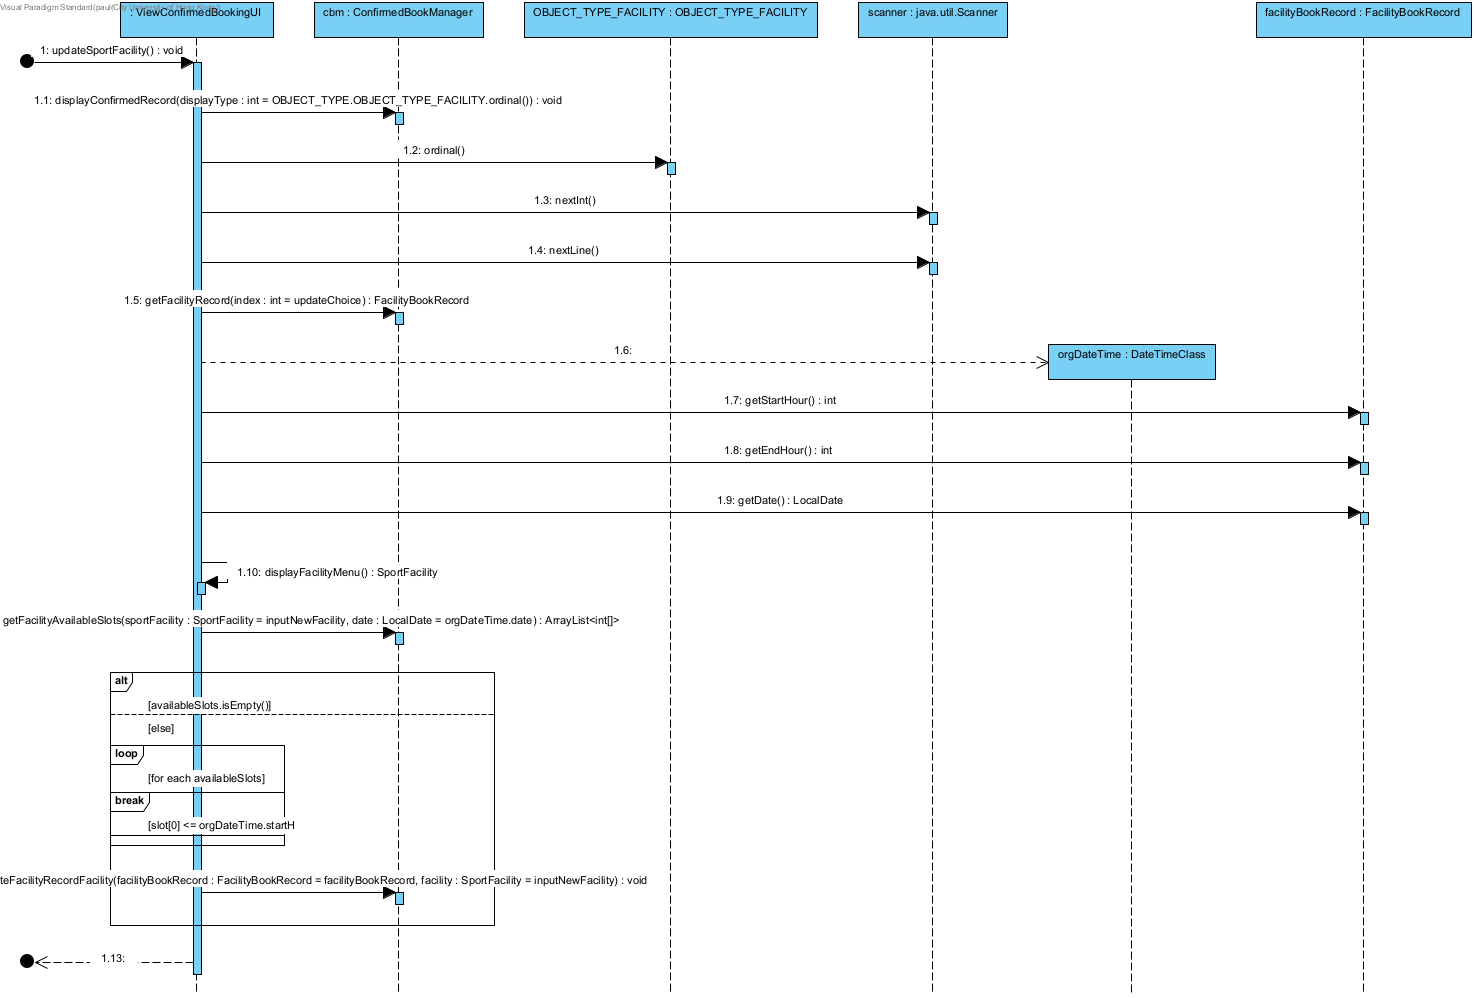 Visual Paradigm Standard(paul(City University of Hong Kong))
: ViewConfirmedBookingUI
cbm : ConfirmedBookManager
OBJECT_TYPE_FACILITY : OBJECT_TYPE_FACILITY
scanner : java.util.Scanner
facilityBookRecord : FacilityBookRecord
1: updateSportFacility() : void
1.1: displayConfirmedRecord(displayType : int = OBJECT_TYPE.OBJECT_TYPE_FACILITY.ordinal()) : void
1.2: ordinal()
1.3: nextInt()
1.4: nextLine()
1.5: getFacilityRecord(index : int = updateChoice) : FacilityBookRecord
1.6:
orgDateTime : DateTimeClass
1.7: getStartHour() : int
1.8: getEndHour() : int
1.9: getDate() : LocalDate
1.10: displayFacilityMenu() : SportFacility
getFacilityAvailableSlots(sportFacility : SportFacility = inputNewFacility, date : LocalDate = orgDateTime.date) : ArrayList<int[]>
alt
[availableSlots.isEmpty()]
[else]
loop
[for each availableSlots]
break
[slot[0] <= orgDateTime.startH
teFacilityRecordFacility(facilityBookRecord : FacilityBookRecord = facilityBookRecord, facility : SportFacility = inputNewFacility) : void
1.13: